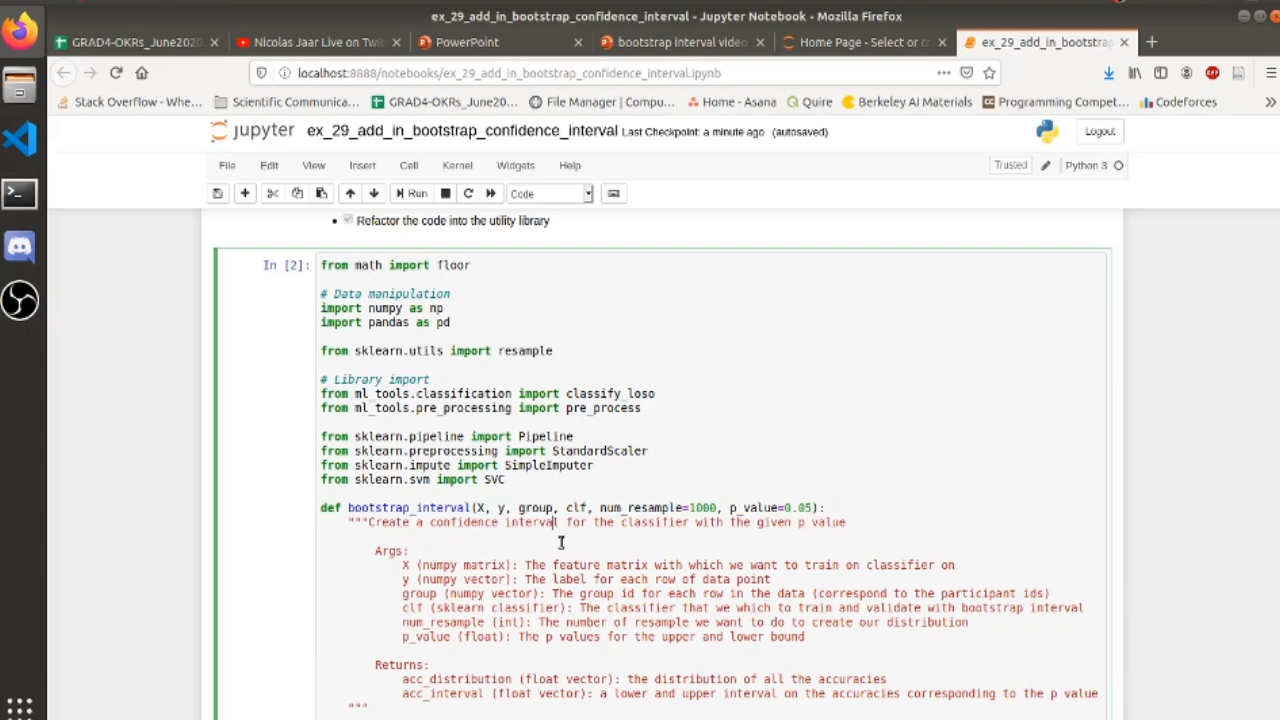 ex_29_add_in_bootstrap_confidence_interval - Jupyter Notebook - Mozilla Firefox
GRAD4-OKRs_June2020
Nicolas Jaar Live on Twit
PowerPoint
bootstrap interval video
Home Page - Select or cr
ex_29_add_in_bootstra
localhost:8888/notebooks/ex_29_add_in_bootstrap_confidence_interval.ipynb
Stack Overflow - Whe...
Scientific Communica...
GRAD4-OKRs_June20...
File Manager | Compu...
Home - Asana
Quire
Berkeley AI Materials
Programming Compet...
Codeforces
jupyter ex_29_add_in_bootstrap_confidence_interval Last Checkpoint: a minute ago (autosaved)
Logout
File Edit View Insert Cell Kernel Widgets Help
Trusted
Python 3
Run
Code
Refactor the code into the utility library
In [2]: from math import floor
# Data manipulation
import numpy as np
import pandas as pd
from sklearn.utils import resample
# Library import
from ml_tools.classification import classify_loso
from ml_tools.pre_processing import pre_process
from sklearn.pipeline import Pipeline
from sklearn.preprocessing import StandardScaler
from sklearn.impute import SimpleImputer
from sklearn.svm import SVC
def bootstrap_interval(X, y, group, clf, num_resample=1000, p_value=0.05):
"""Create a confidence interval for the classifier with the given p value
Args:
X (numpy matrix): The feature matrix with which we want to train on classifier on
y (numpy vector): The label for each row of data point
group (numpy vector): The group id for each row in the data (correspond to the participant ids)
clf (sklearn classifier): The classifier that we which to train and validate with bootstrap interval
num_resample (int): The number of resample we want to do to create our distribution
p_value (float): The p values for the upper and lower bound
Returns:
acc_distribution (float vector): the distribution of all the accuracies
acc_interval (float vector): a lower and upper interval on the accuracies corresponding to the p value
"""